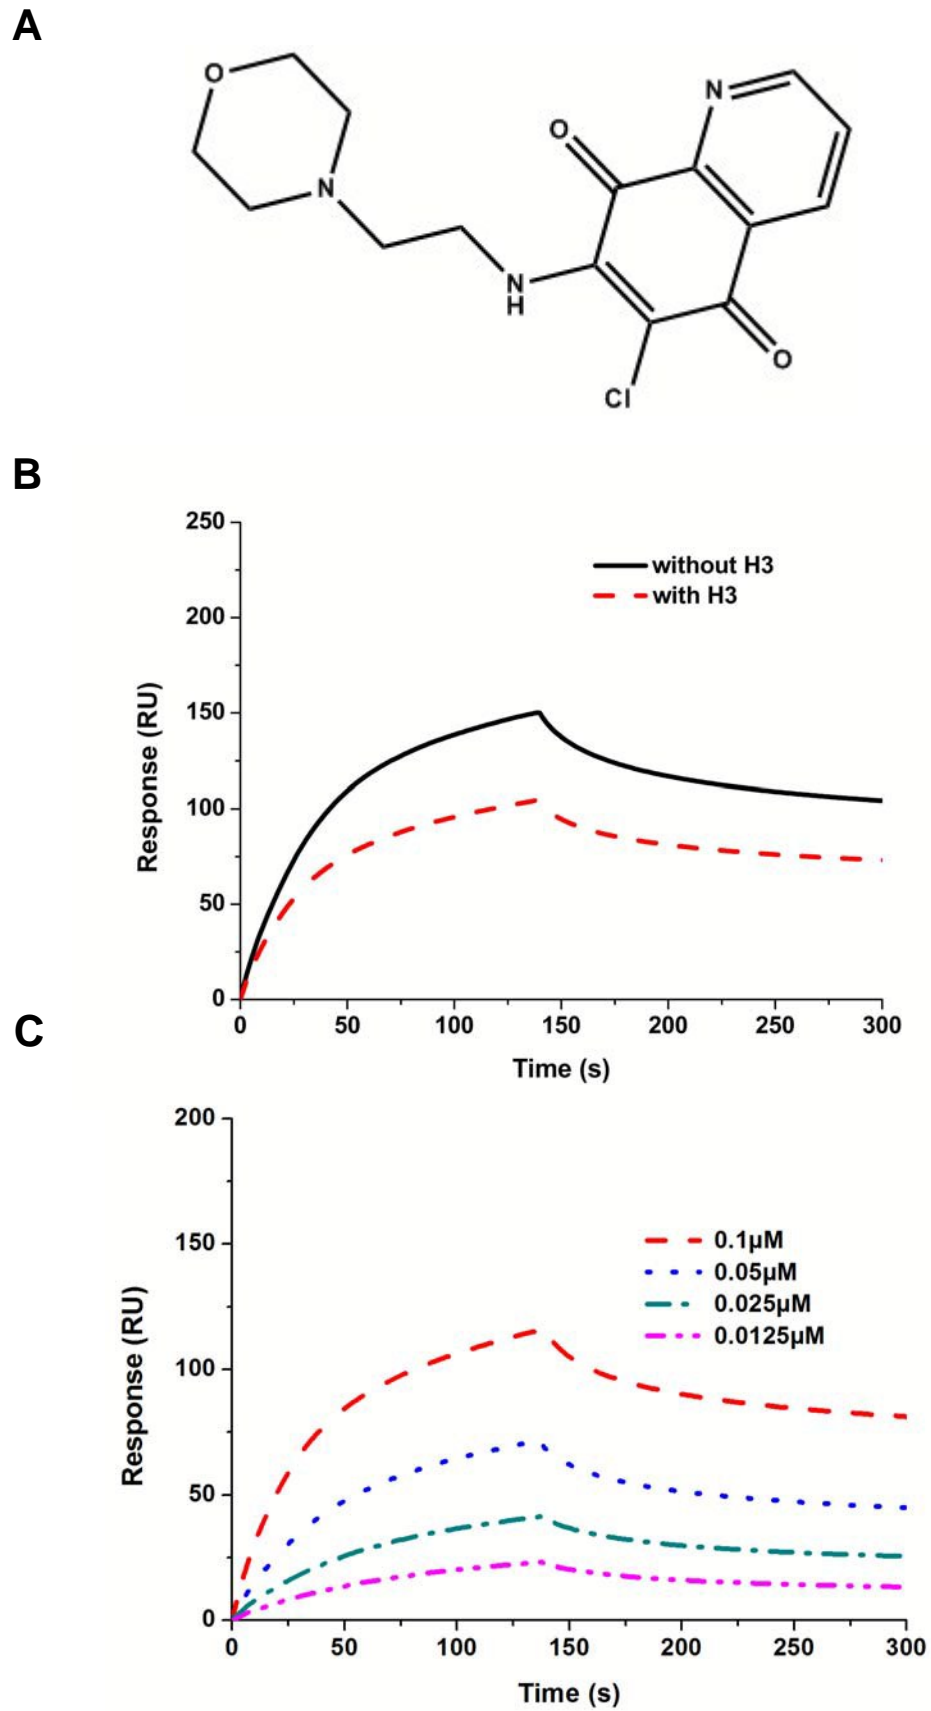 A
O
N
O
N
N
H
O
Cl
B
250
200
150
100
50
0
without H3
with H3
Response (RU)
0 50 100 150 200 250 300
Time (s)
C
200
150
100
50
0
0.1µM
0.05µM
0.025µM
0.0125µM
Response (RU)
0 50 100 150 200 250 300
Time (s)